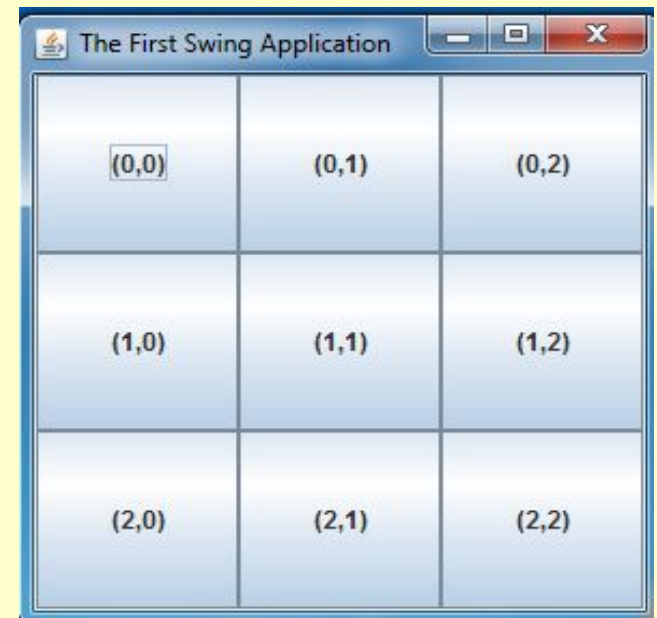 The First Swing Application
(0,0) (0,1) (0,2)
(1,0) (1,1) (1,2)
(2,0) (2,1) (2,2)